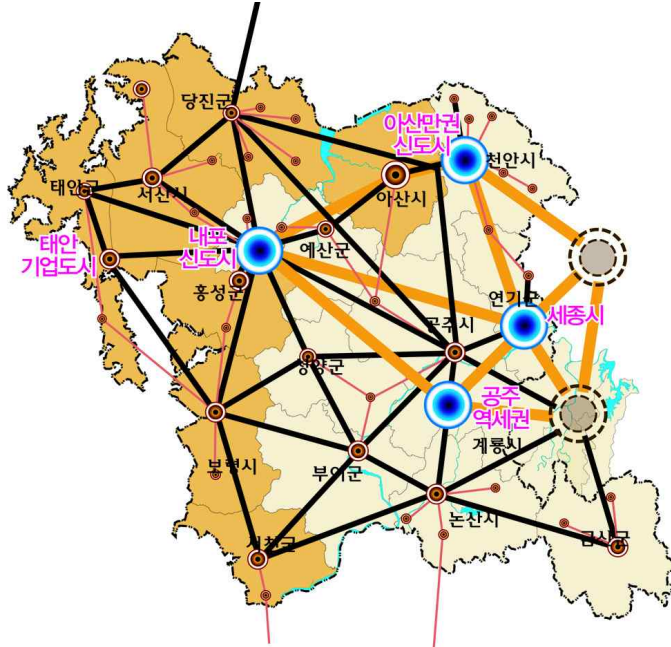 당진군
아산만권
신도시
천안시
태안군
서산시
아산시
태안
기업도시
내포
신도시
예산군
홍성군
연기군
세종시
공주시
청양군
공주
역세권
계룡시
보령시
부여군
논산시
서천군
금산군